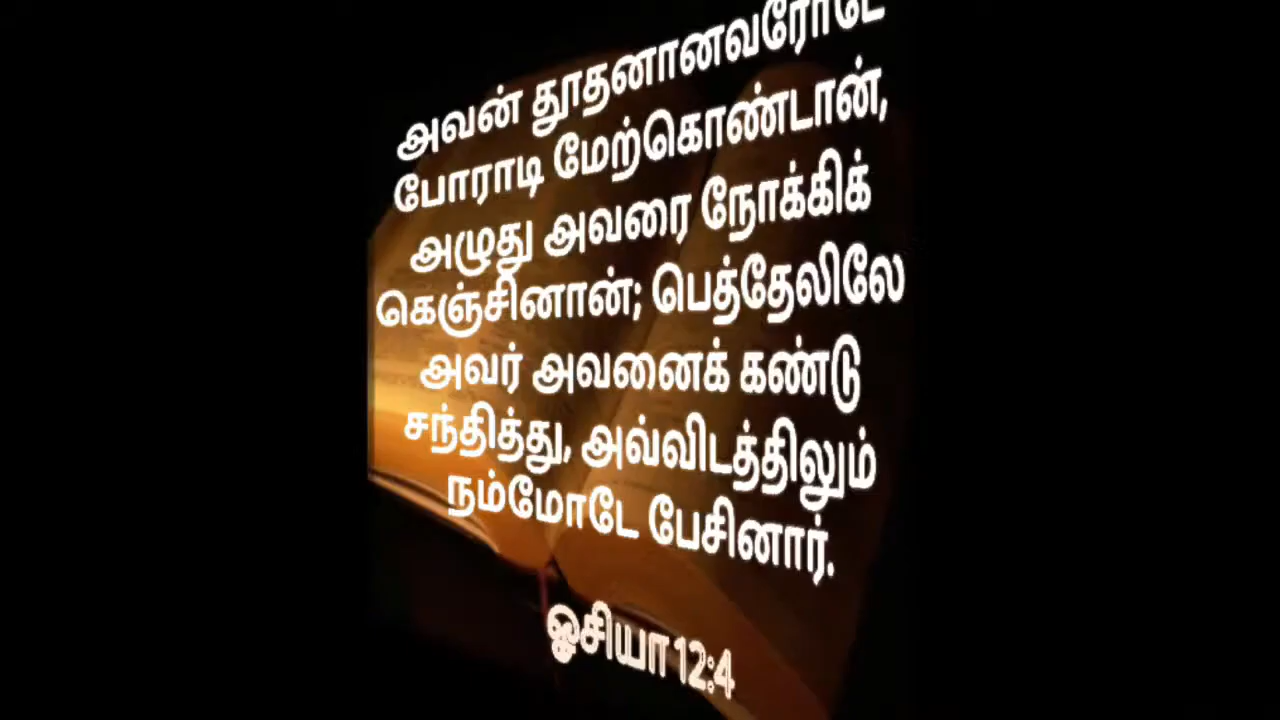 அவன் தூதனானவரோடே
போராடி மேற்கொண்டான்,
அழுது அவரை நோக்கிக்
கெஞ்சினான்; பெத்தேலிலே
அவர் அவனைக் கண்டு
சந்தித்து, அவ்விடத்திலும்
நம்மோடே பேசினார்.
ஓசியா 12:4